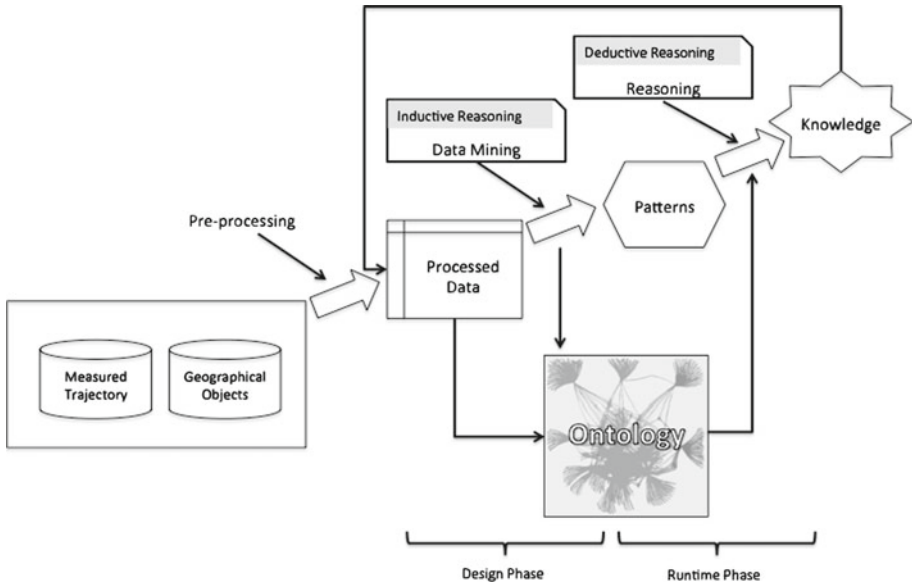 Deductive Reasoning
Reasoning
Knowledge
Inductive Reasoning
Data Mining
Patterns
Pre-processing
Processed
Data
Measured
Trajectory
Geographical
Objects
Ontology
Design Phase
Runtime Phase